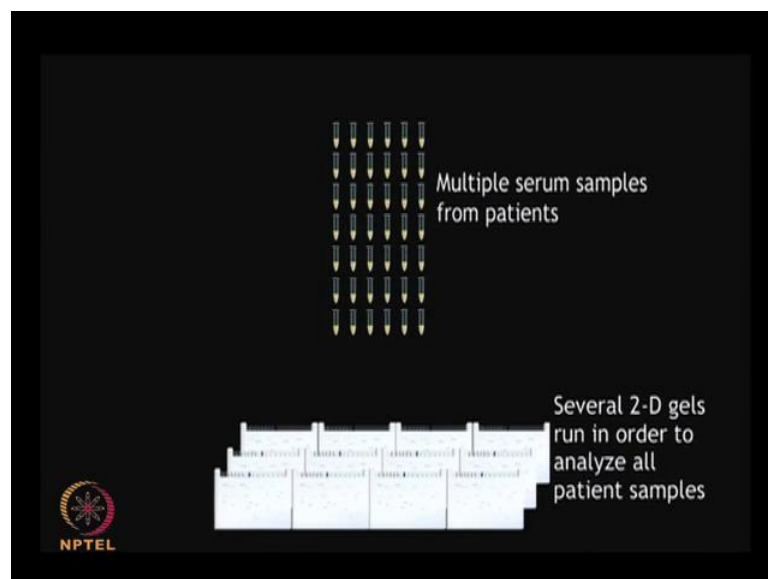 Multiple serum samples
from patients
Several 2-D gels
run in order to
analyze all
patient samples
NPTEL